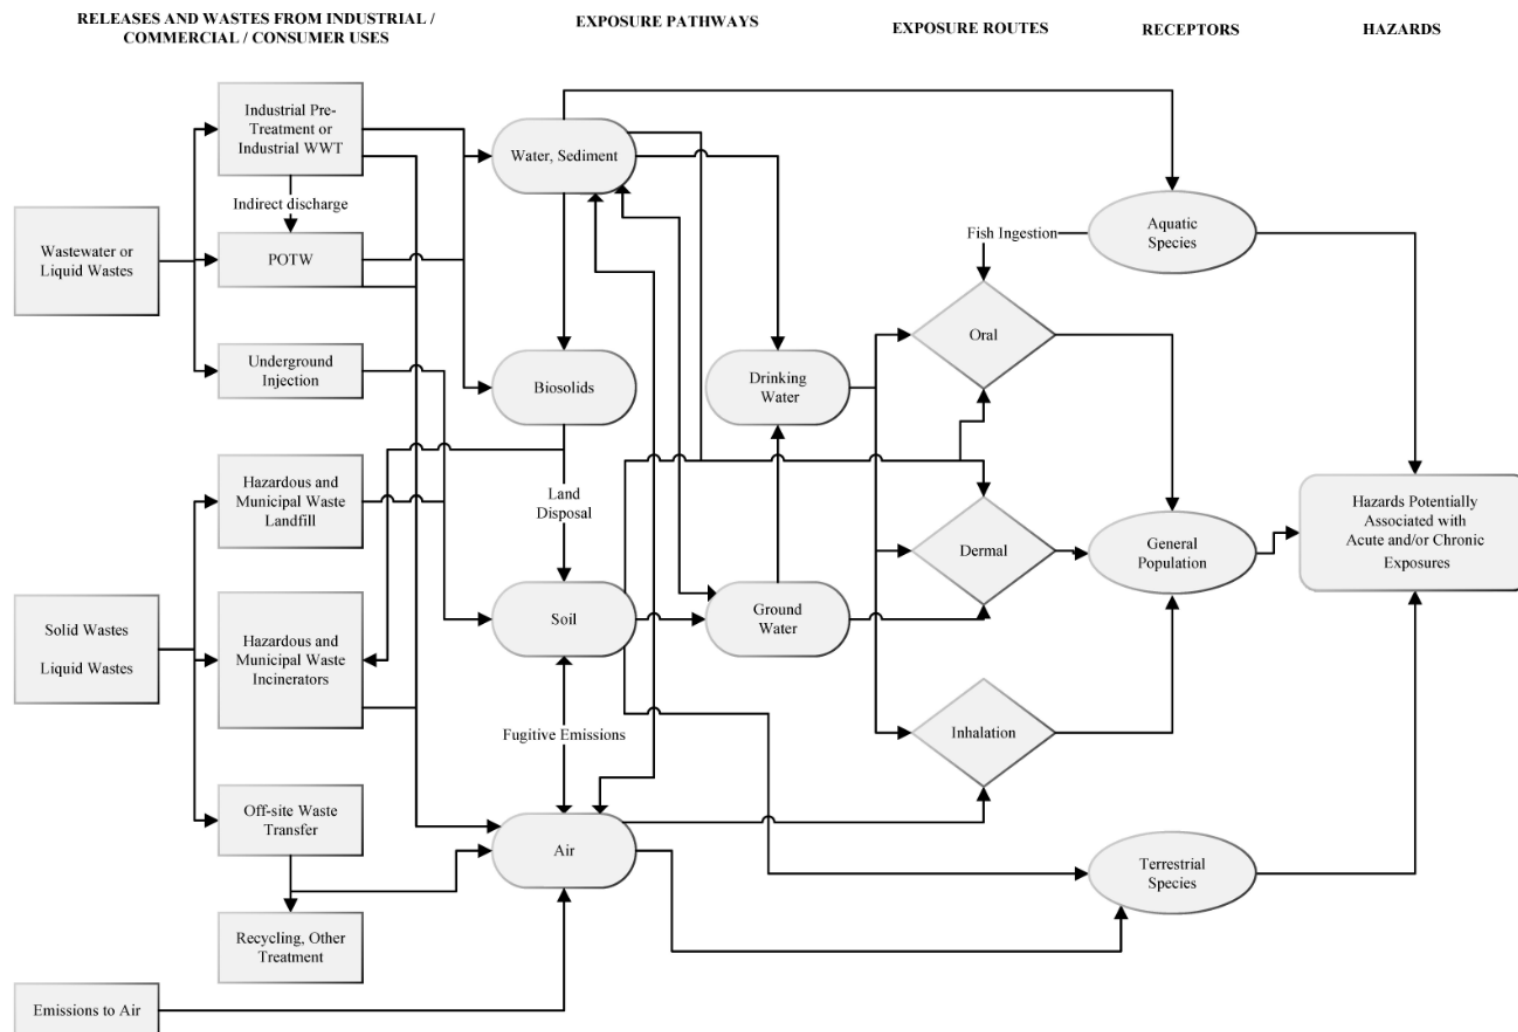 RELEASES AND WASTES FROM INDUSTRIAL /
COMMERCIAL / CONSUMER USES
EXPOSURE PATHWAYS
EXPOSURE ROUTES
RECEPTORS
HAZARDS
Industrial Pre-
Treatment or
Industrial WWT
Indirect discharge
Wastewater or
Liquid Wastes
POTW
Underground
Injection
Hazardous and
Municipal Waste
Landfill
Solid Wastes
Liquid Wastes
Hazardous and
Municipal Waste
Incinerators
Off-site Waste
Transfer
Recycling, Other
Treatment
Emissions to Air
Water, Sediment
Biosolids
Land
Disposal
Soil
Fugitive Emissions
Air
Drinking
Water
Ground
Water
Fish Ingestion
Oral
Dermal
Inhalation
Aquatic
Species
General
Population
Terrestrial
Species
Hazards Potentially
Associated with
Acute and/or Chronic
Exposures